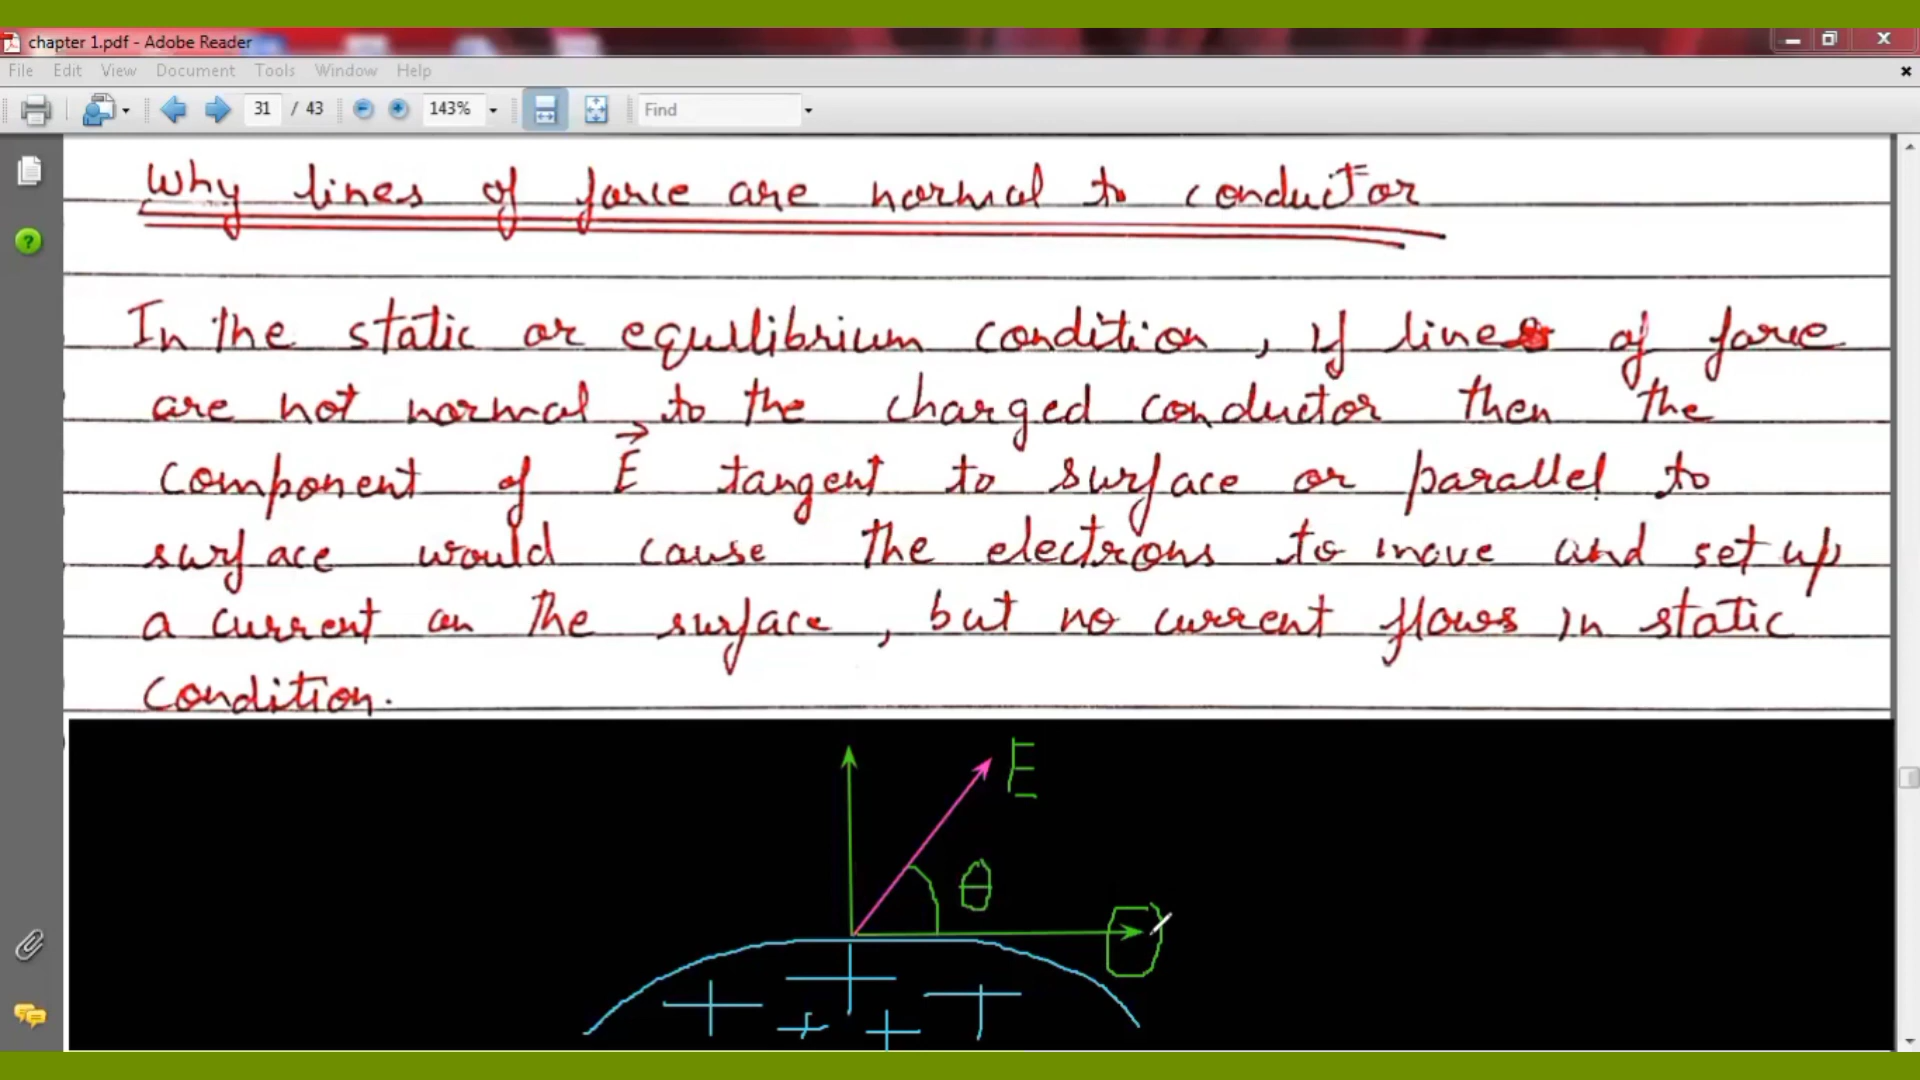 chapter 1.pdf - Adobe Reader
File Edit View Document Tools Window Help
31 / 43 143% Find
Why lines of force are normal to conductor
In the static or equilibrium condition, if lines of force
are not normal to the charged conductor then the
component of E⃗ tangent to surface or parallel to
surface would cause the electrons to move and set up
a current on the surface, but no current flows in static
condition.
E
θ
+ + + + +